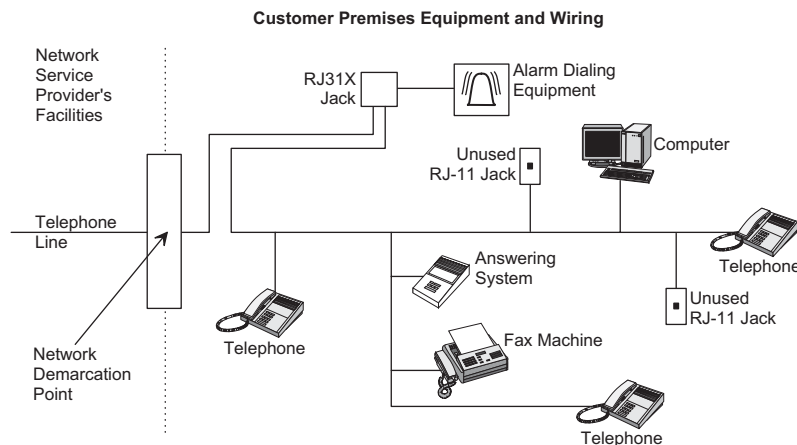 Customer Premises Equipment and Wiring
Network
Service
Provider's
Facilities
RJ31X
Jack
Alarm Dialing
Equipment
Unused
RJ-11 Jack
Computer
Telephone
Line
Answering
System
Telephone
Unused
RJ-11 Jack
Telephone
Fax Machine
Network
Demarcation
Point
Telephone